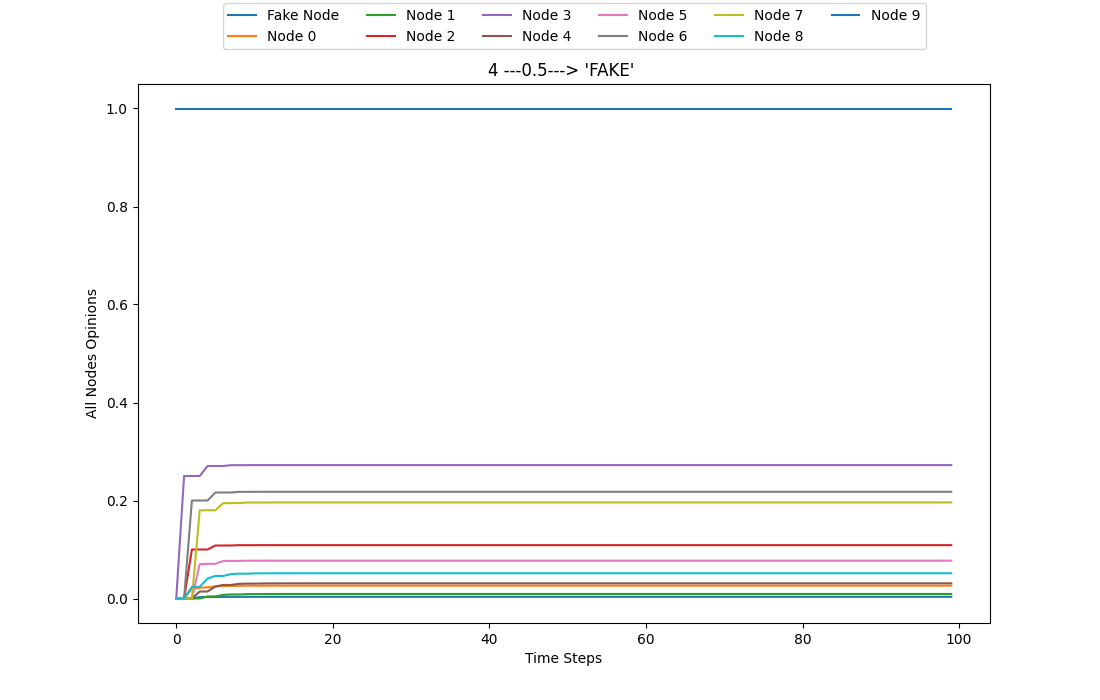 Fake Node Node 1 Node 3 Node 5 Node 7 Node 9
Node 0 Node 2 Node 4 Node 6 Node 8
4 ---0.5---> 'FAKE'
1.0
0.8
0.6
0.4
0.2
0.0
All Nodes Opinions
0 20 40 60 80 100
Time Steps